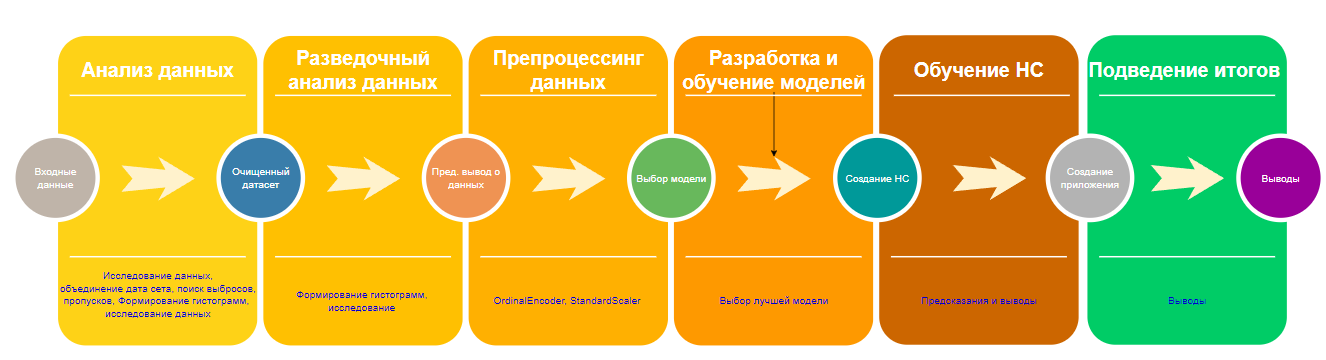 Анализ данных
Разведочный
анализ данных
Препроцессинг
данных
Разработка и
обучение моделей
Обучение НС
Подведение итогов
Входные
данные
Очищенный
датасет
Пред. вывод о
данных
Выбор модели
Создание НС
Создание
приложения
Выводы
Исследование данных,
объединение дата сета, поиск выбросов,
пропусков, Формирование гистограмм,
исследование данных
Формирование гистограмм,
исследование
OrdinalEncoder, StandardScaler
Выбор лучшей модели
Предсказания и выводы
Выводы